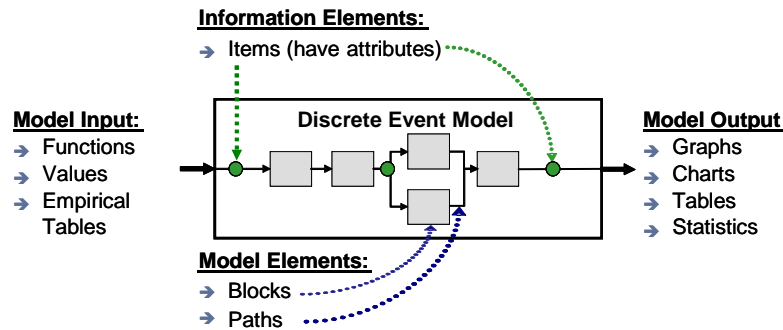 Information Elements:
Items (have attributes)
Model Input:
Functions
Values
Empirical
Tables
Discrete Event Model
Model Output
Graphs
Charts
Tables
Statistics
Model Elements:
Blocks
Paths